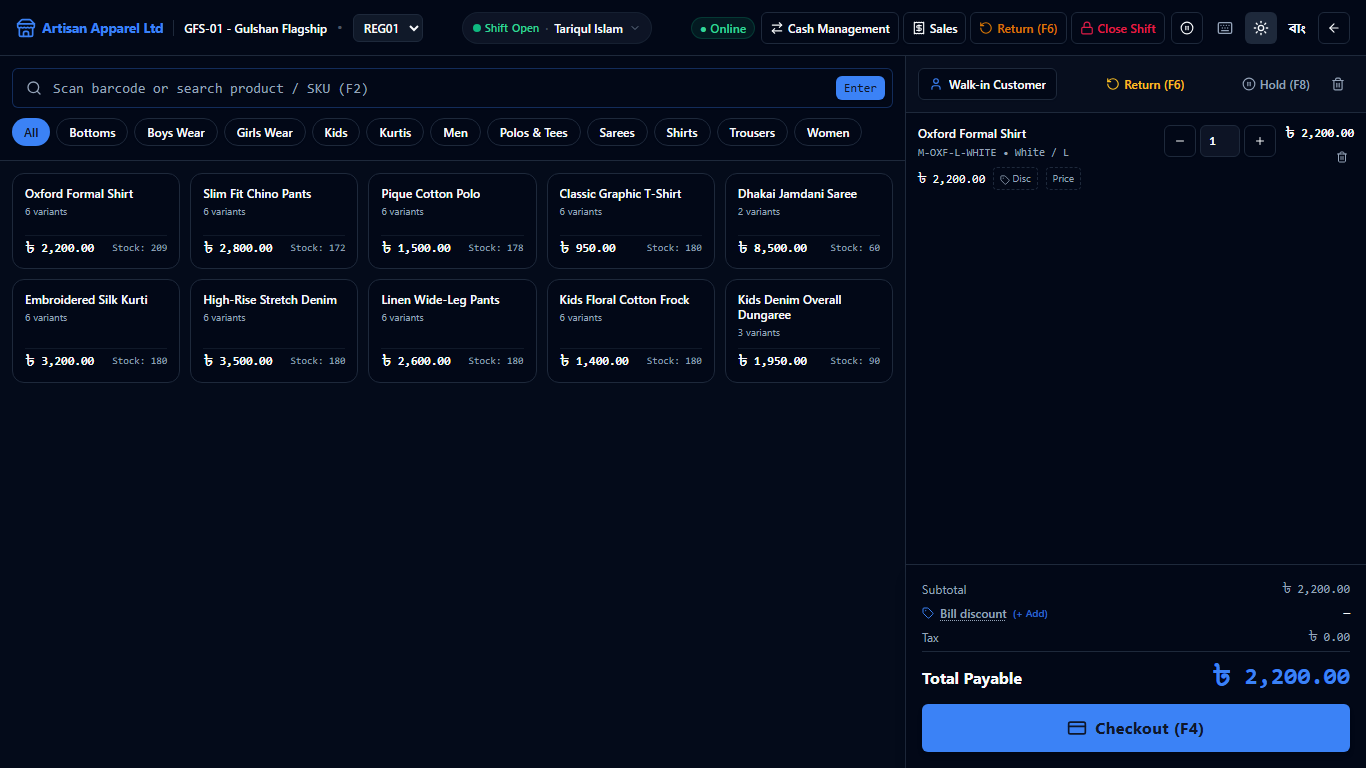 Artisan Apparel Ltd
GFS-01 - Gulshan Flagship •
REG01
Shift Open · Tariqul Islam
Online
Cash Management
Sales
Return (F6)
Close Shift
বাং
Scan barcode or search product / SKU (F2)
Enter
All
Bottoms
Boys Wear
Girls Wear
Kids
Kurtis
Men
Polos & Tees
Sarees
Shirts
Trousers
Women
Oxford Formal Shirt
6 variants
৳ 2,200.00 Stock: 209
Slim Fit Chino Pants
6 variants
৳ 2,800.00 Stock: 172
Pique Cotton Polo
6 variants
৳ 1,500.00 Stock: 178
Classic Graphic T-Shirt
6 variants
৳ 950.00 Stock: 180
Dhakai Jamdani Saree
2 variants
৳ 8,500.00 Stock: 60
Embroidered Silk Kurti
6 variants
৳ 3,200.00 Stock: 180
High-Rise Stretch Denim
6 variants
৳ 3,500.00 Stock: 180
Linen Wide-Leg Pants
6 variants
৳ 2,600.00 Stock: 180
Kids Floral Cotton Frock
6 variants
৳ 1,400.00 Stock: 180
Kids Denim Overall
Dungaree
3 variants
৳ 1,950.00 Stock: 90
Walk-in Customer
Return (F6)
Hold (F8)
Oxford Formal Shirt
M-OXF-L-WHITE • White / L
৳ 2,200.00 Disc Price
− 1 +
৳ 2,200.00
Subtotal ৳ 2,200.00
Bill discount (+ Add) —
Tax ৳ 0.00
Total Payable ৳ 2,200.00
Checkout (F4)